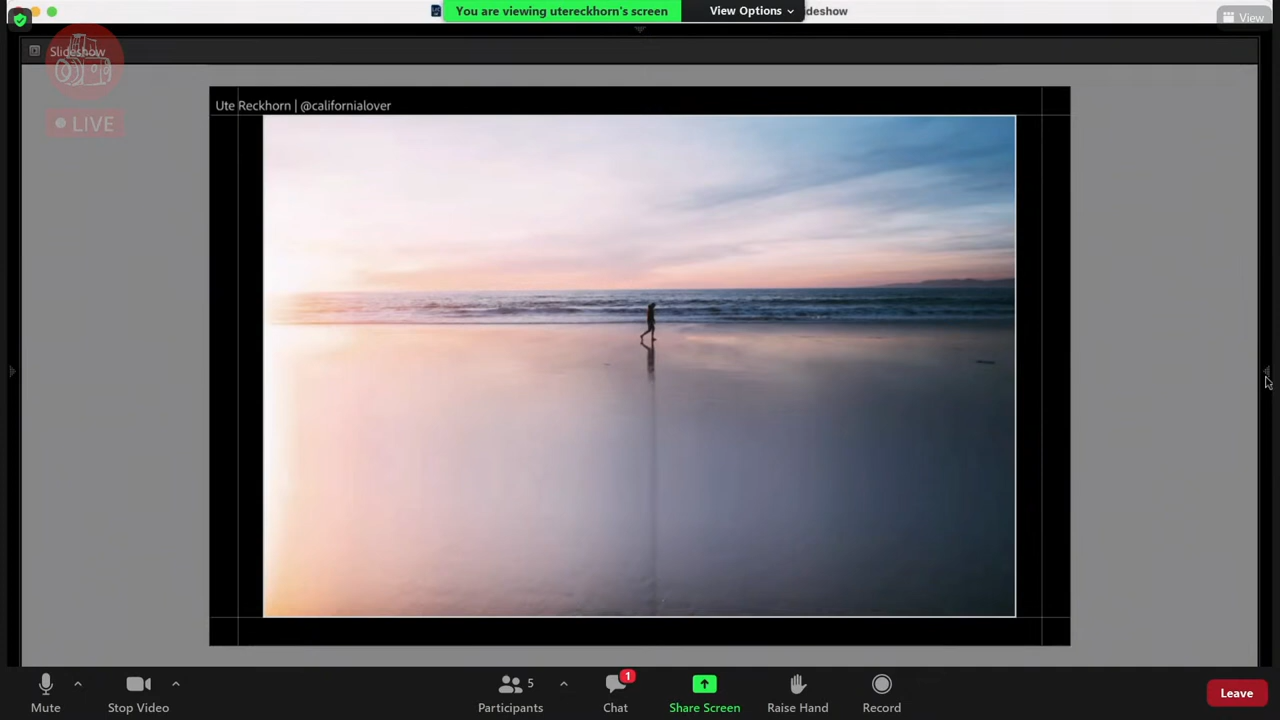 You are viewing utereckhorn's screen
View Options
ideshow
View
Slideshow
LIVE
Ute Reckhorn | @californialover
Mute
Stop Video
5
Participants
1
Chat
Share Screen
Raise Hand
Record
Leave